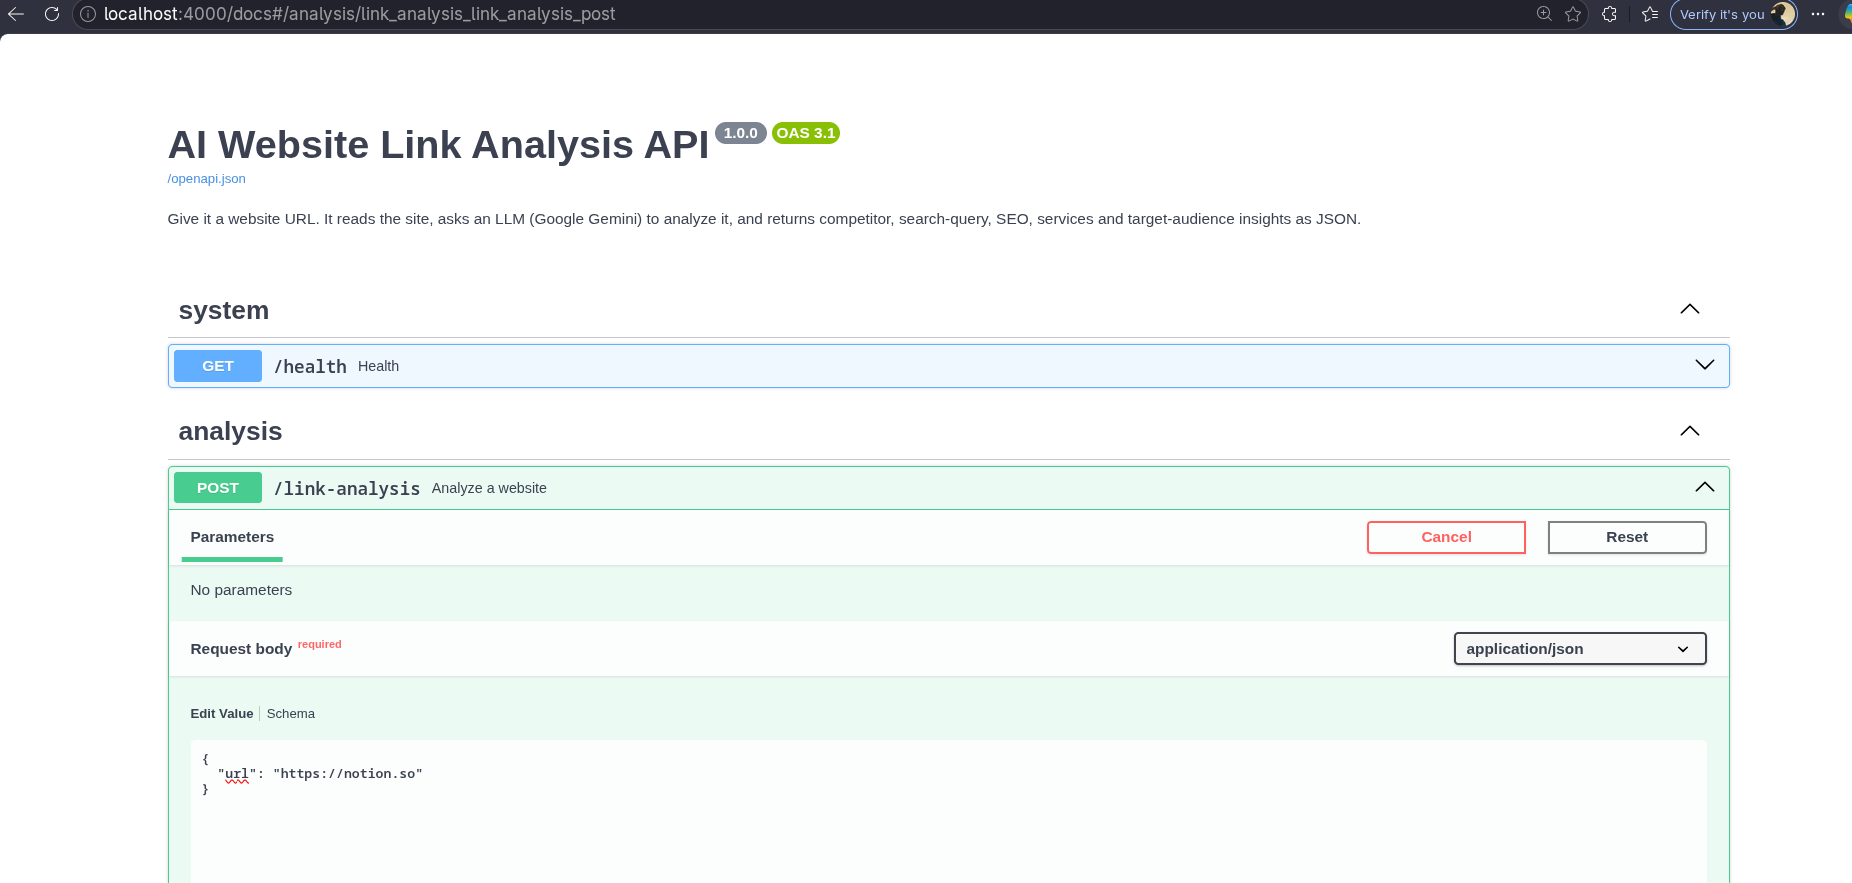 localhost:4000/docs#/analysis/link_analysis_link_analysis_post
Verify it's you
AI Website Link Analysis API 1.0.0 OAS 3.1
/openapi.json
Give it a website URL. It reads the site, asks an LLM (Google Gemini) to analyze it, and returns competitor, search-query, SEO, services and target-audience insights as JSON.
system
GET /health Health
analysis
POST /link-analysis Analyze a website
Parameters
Cancel
Reset
No parameters
Request body required
application/json
Edit Value Schema
{
  "url": "https://notion.so"
}